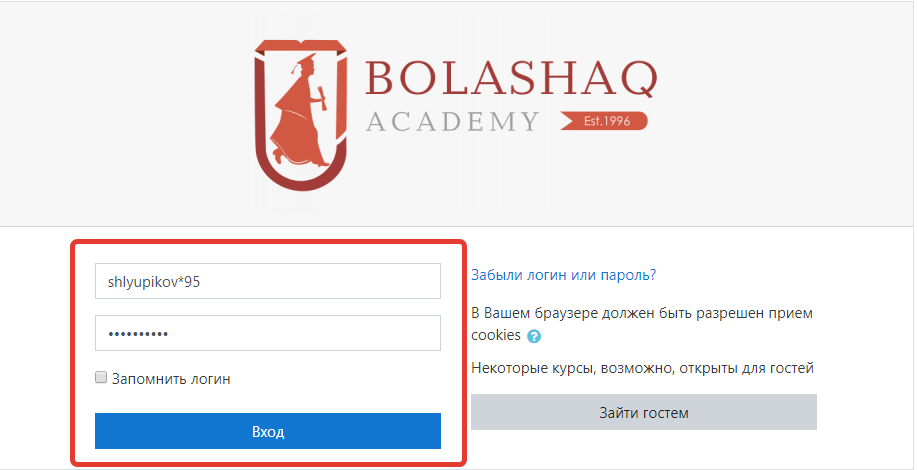 BOLASHAQ
ACADEMY
Est.1996
shlyupikov*95
••••••••••
Запомнить логин
Вход
Забыли логин или пароль?
В Вашем браузере должен быть разрешен прием
cookies ?
Некоторые курсы, возможно, открыты для гостей
Зайти гостем